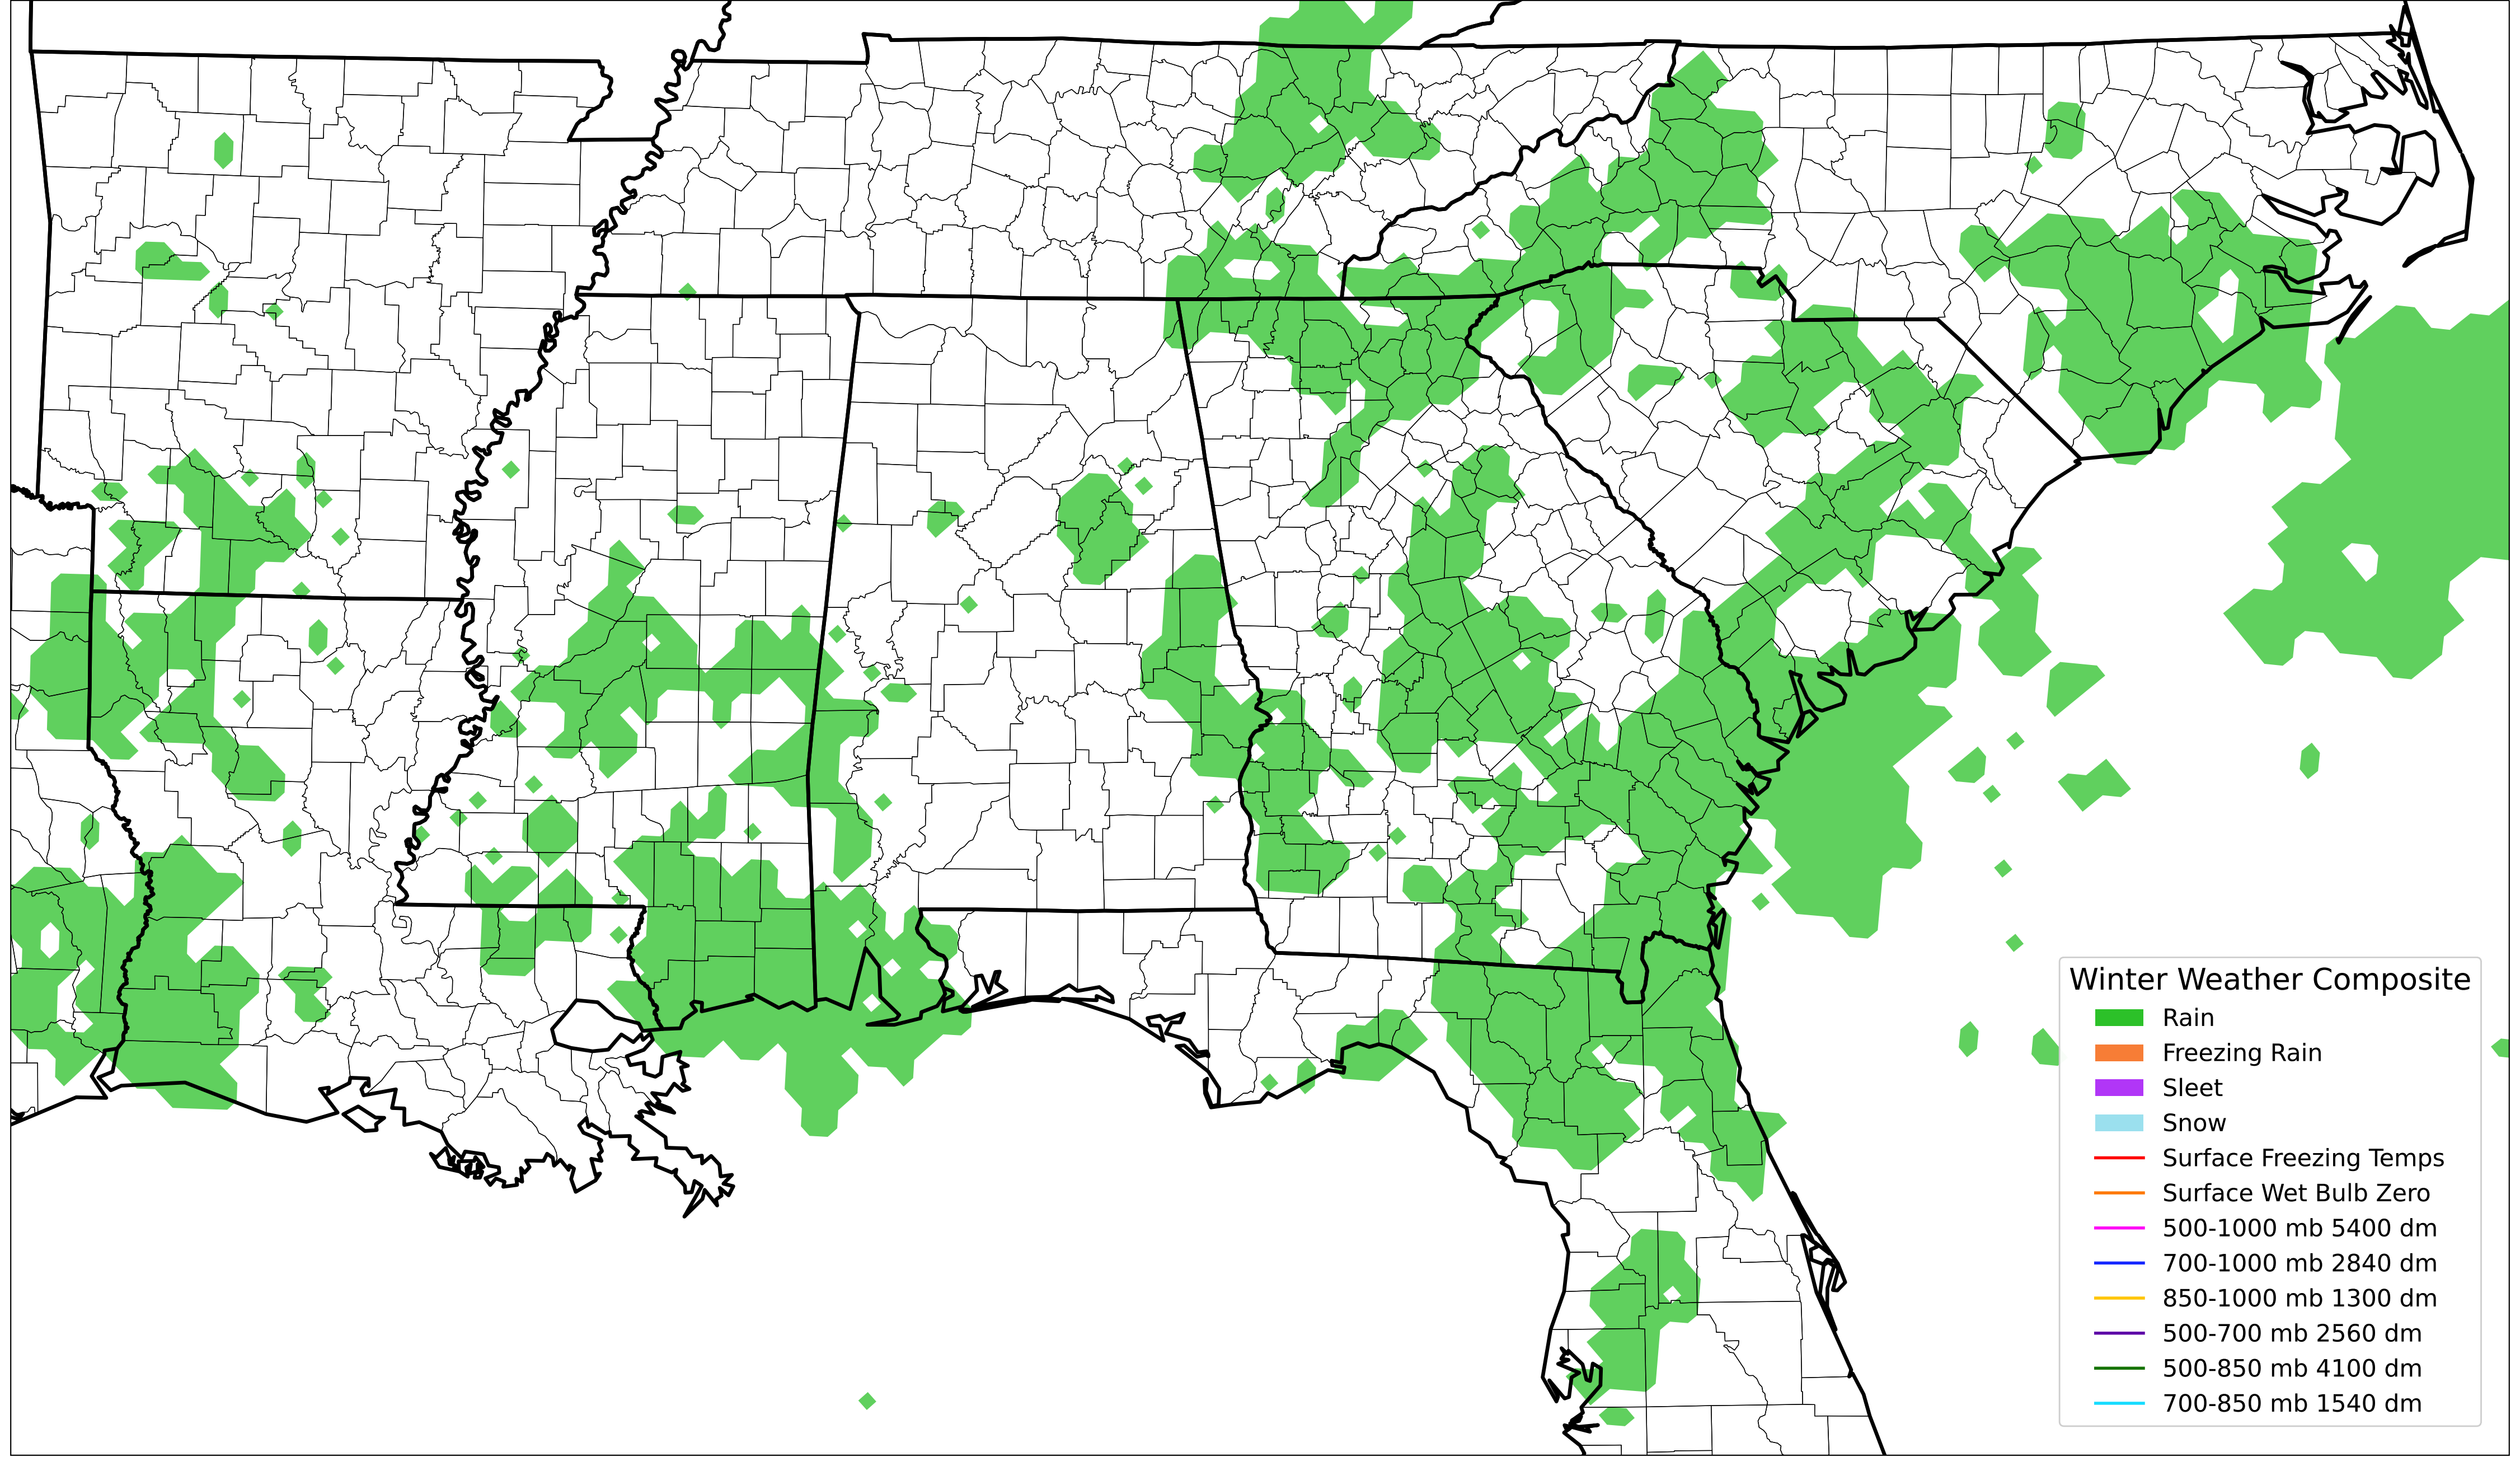 Winter Weather Composite
Rain
Freezing Rain
Sleet
Snow
Surface Freezing Temps
Surface Wet Bulb Zero
500-1000 mb 5400 dm
700-1000 mb 2840 dm
850-1000 mb 1300 dm
500-700 mb 2560 dm
500-850 mb 4100 dm
700-850 mb 1540 dm